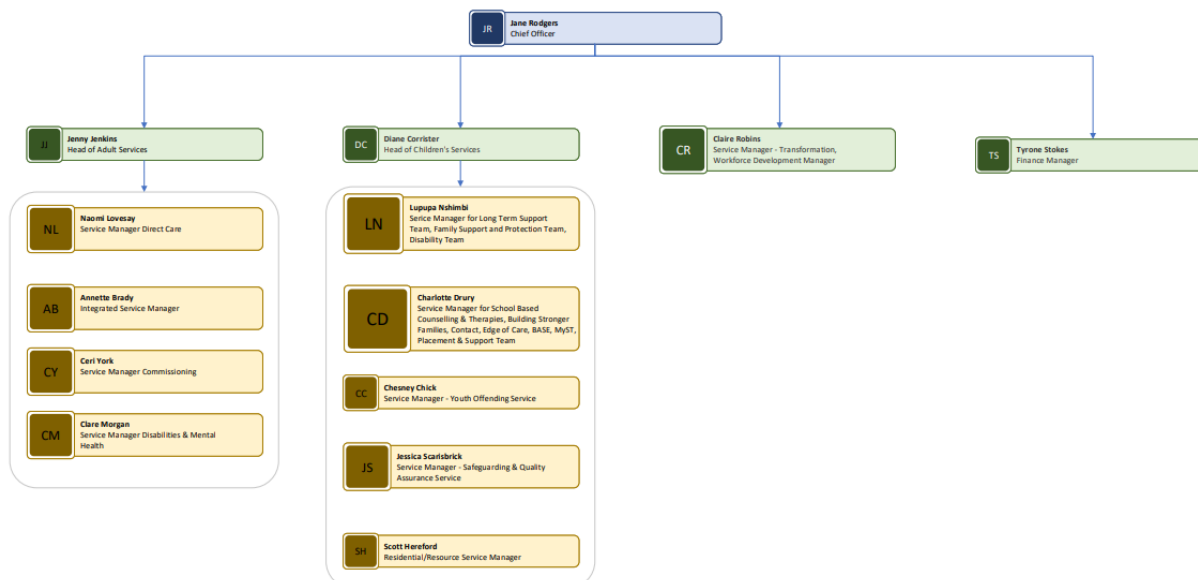 JR
Jane Rodgers
Chief Officer
JJ
Jenny Jenkins
Head of Adult Services
DC
Diane Corrister
Head of Children's Services
CR
Claire Robins
Service Manager - Transformation,
Workforce Development Manager
TS
Tyrone Stokes
Finance Manager
NL
Naomi Lovesay
Service Manager Direct Care
AB
Annette Brady
Integrated Service Manager
CY
Ceri York
Service Manager Commissioning
CM
Clare Morgan
Service Manager Disabilities & Mental
Health
LN
Lupupa Nshimbi
Serice Manager for Long Term Support
Team, Family Support and Protection Team,
Disability Team
CD
Charlotte Drury
Service Manager for School Based
Counselling & Therapies, Building Stronger
Families, Contact, Edge of Care, BASE, MyST,
Placement & Support Team
CC
Chesney Chick
Service Manager - Youth Offending Service
JS
Jessica Scarisbrick
Service Manager - Safeguarding & Quality
Assurance Service
SH
Scott Hereford
Residential/Resource Service Manager